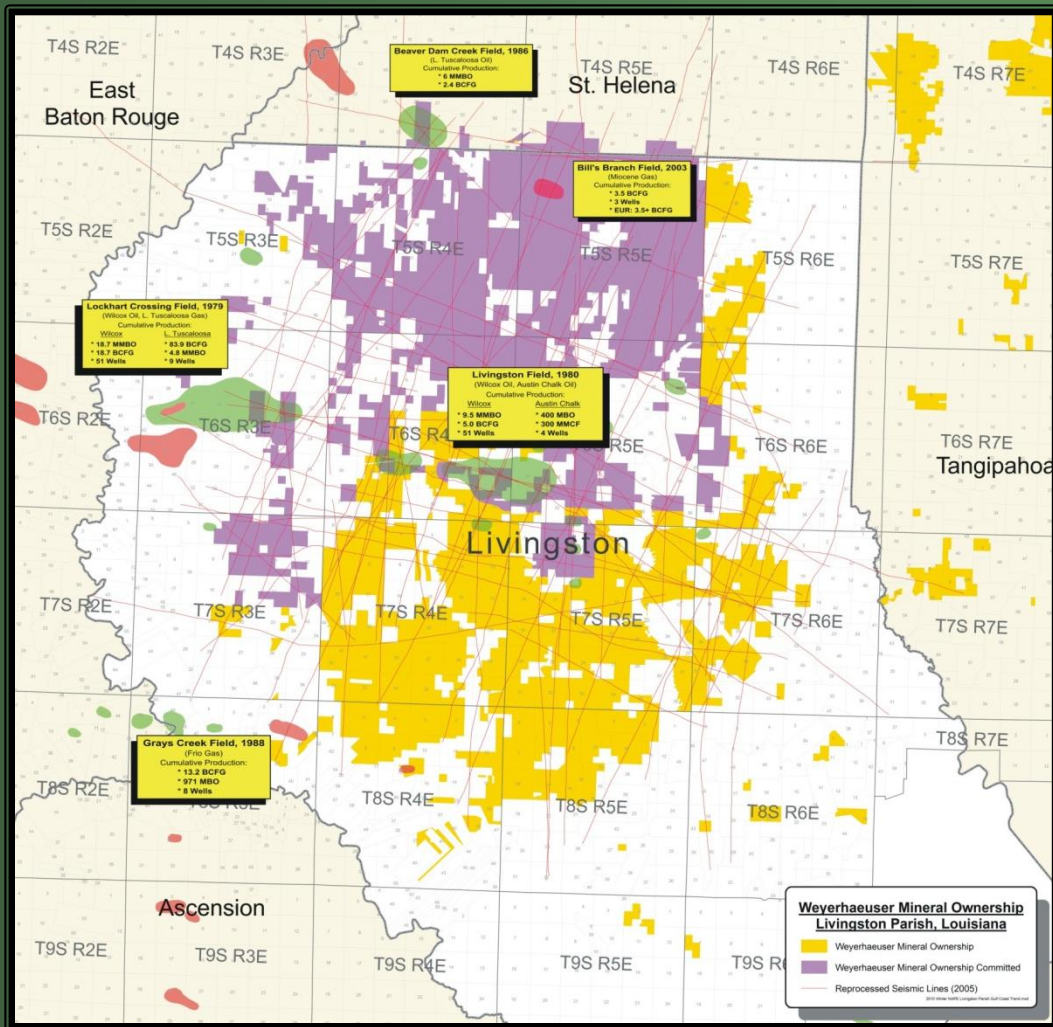 T4S R2E
T4S R3E
T4S R5E
T4S R6E
T4S R7E
East
Baton Rouge
St. Helena
Beaver Dam Creek Field, 1986
(L. Tuscaloosa Oil)
Cumulative Production:
* 6 MMBO
* 2.4 BCFG
Bill's Branch Field, 2003
(Miocene Gas)
Cumulative Production:
* 3.5 BCFG
* 3 Wells
* EUR: 3.5+ BCFG
T5S R2E
T5S R3E
T5S R4E
T5S R5E
T5S R6E
T5S R7E
Lockhart Crossing Field, 1979
(Wilcox Oil, L. Tuscaloosa Gas)
Cumulative Production:
Wilcox L. Tuscaloosa
* 18.7 MMBO * 83.9 BCFG
* 18.7 BCFG * 4.8 MMBO
* 51 Wells * 9 Wells
Livingston Field, 1980
(Wilcox Oil, Austin Chalk Oil)
Cumulative Production:
Wilcox Austin Chalk
* 9.5 MMBO * 400 MBO
* 5.0 BCFG * 300 MMCF
* 51 Wells * 4 Wells
T6S R2E
T6S R3E
T6S R4
R5E
T6S R6E
T6S R7E
Tangipahoa
Livingston
T7S R2E
T7S R3E
T7S R4E
T7S R5E
T7S R6E
T7S R7E
Grays Creek Field, 1988
(Frio Gas)
Cumulative Production:
* 13.2 BCFG
* 971 MBO
* 8 Wells
T8S R2E
T8S R3E
T8S R4E
T8S R5E
T8S R6E
T8S R7E
Ascension
T9S R2E
T9S R3E
T9S R4E
T9S R5E
T9S R6
Weyerhaeuser Mineral Ownership
Livingston Parish, Louisiana
Weyerhaeuser Mineral Ownership
Weyerhaeuser Mineral Ownership Committed
Reprocessed Seismic Lines (2005)